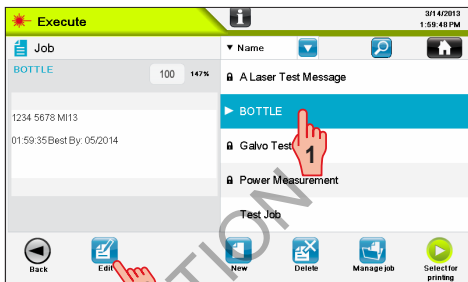 Execute
3/14/2013
1:59:48 PM
Job
Name
BOTTLE
100 147%
A Laser Test Message
BOTTLE
1234 5678 MI13
01:59:35 Best By: 05/2014
Galvo Test
1
Power Measurement
Test Job
Back
Edit
New
Delete
Manage job
Select for
printing